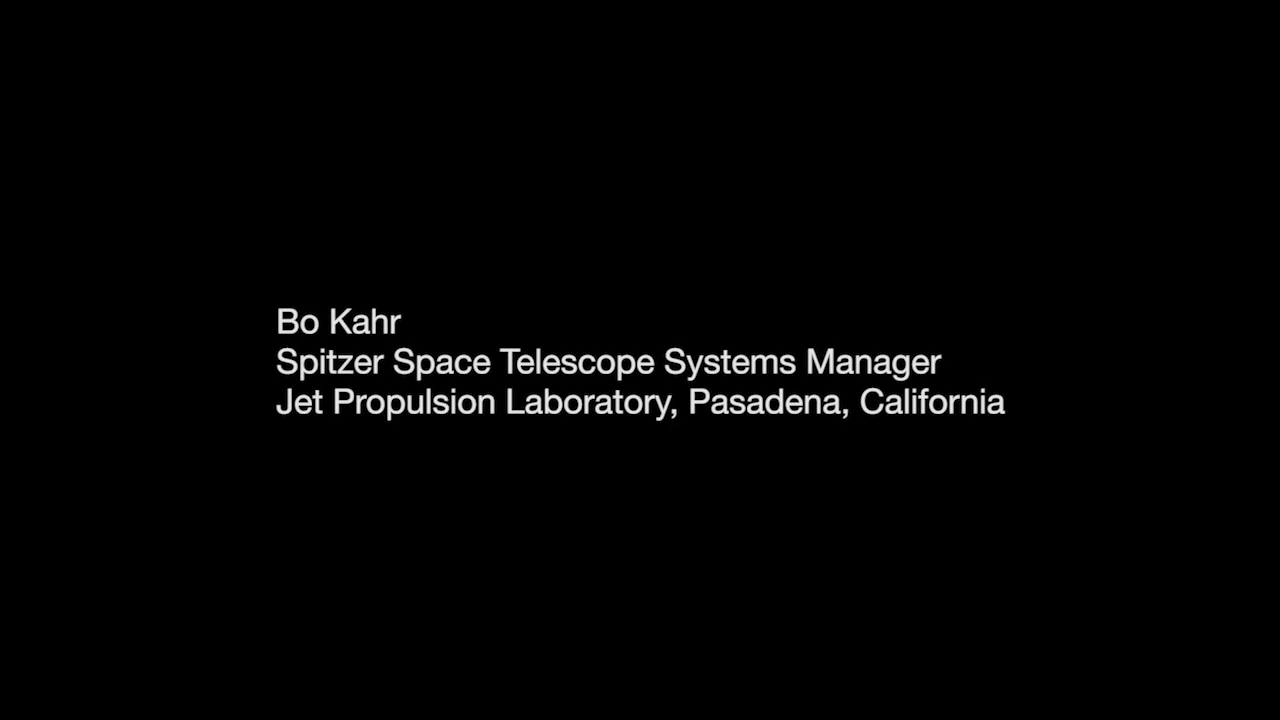 Bo Kahr
Spitzer Space Telescope Systems Manager
Jet Propulsion Laboratory, Pasadena, California